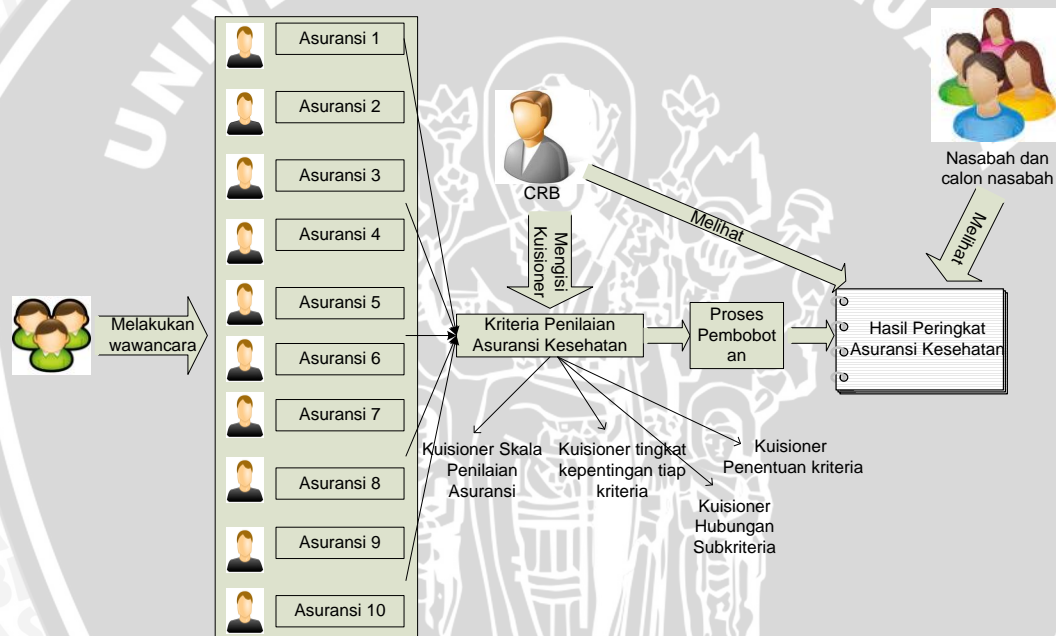 UNIV
UA
Asuransi 1
Asuransi 2
Asuransi 3
Asuransi 4
Asuransi 5
Asuransi 6
Asuransi 7
Asuransi 8
Asuransi 9
Asuransi 10
Melakukan
wawancara
CRB
Mengisi
Kuisioner
Melihat
Nasabah dan
calon nasabah
Melihat
Kriteria Penilaian
Asuransi Kesehatan
Proses
Pembobot
an
Hasil Peringkat
Asuransi Kesehatan
Kuisioner Skala
Penilaian
Asuransi
Kuisioner tingkat
kepentingan tiap
kriteria
Kuisioner
Penentuan kriteria
Kuisioner
Hubungan
Subkriteria